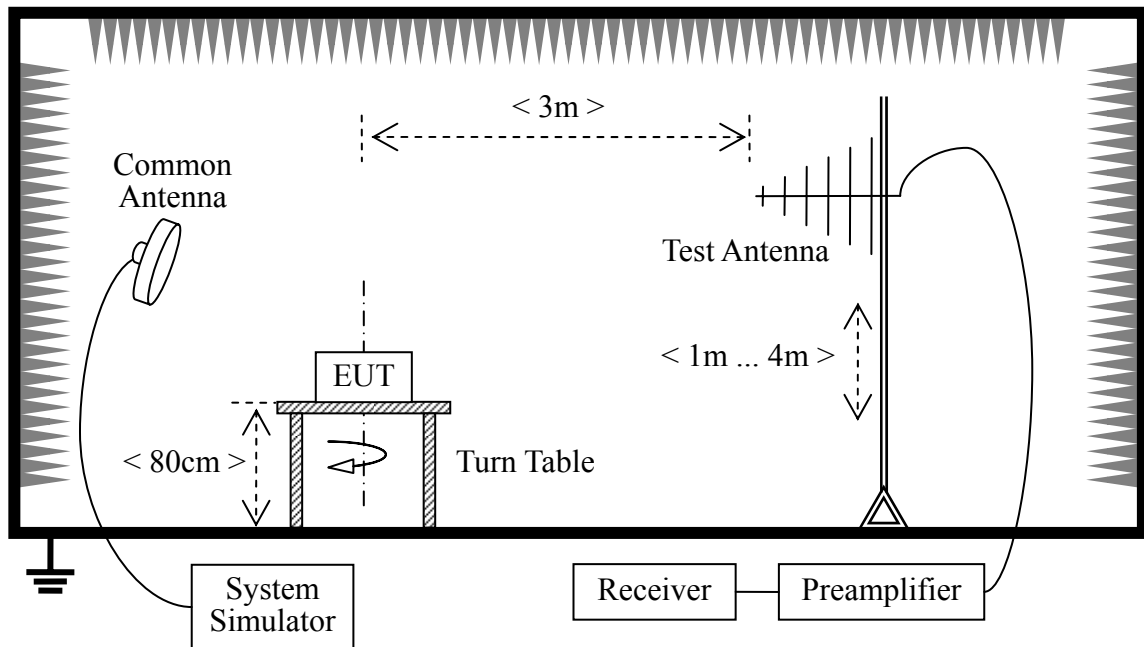 < 3m >
Common
Antenna
Test Antenna
< 1m ... 4m >
EUT
< 80cm >
Turn Table
System
Simulator
Receiver
Preamplifier